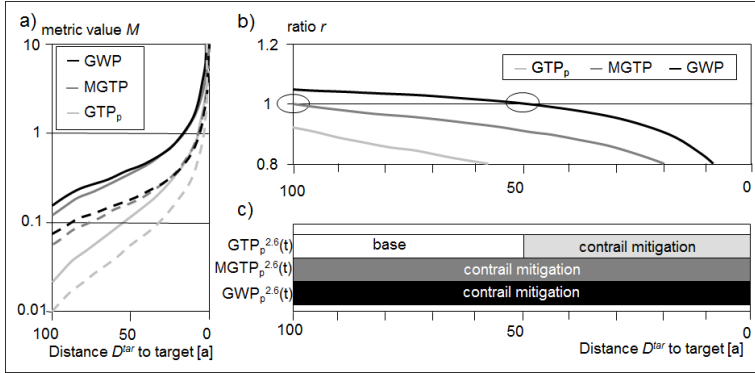 a) metric value M
10
1
0.1
0.01
GWP
MGTP
GTPp
100
50
0
Distance Dtar to target [a]
b) ratio r
1.2
1
0.8
GTPp
MGTP
GWP
100
50
0
c)
GTPp2.6(t)
base
contrail mitigation
MGTPp2.6(t)
contrail mitigation
GWPp2.6(t)
contrail mitigation
100
50
0
Distance Dtar to target [a]